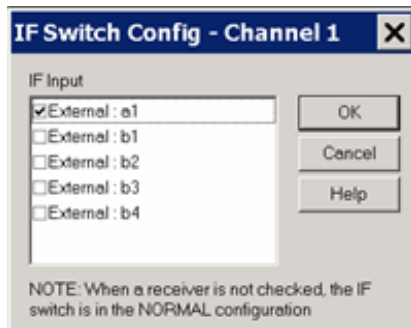 IF Switch Config - Channel 1
IF Input
External : a1
External : b1
External : b2
External : b3
External : b4
OK
Cancel
Help
NOTE: When a receiver is not checked, the IF
switch is in the NORMAL configuration